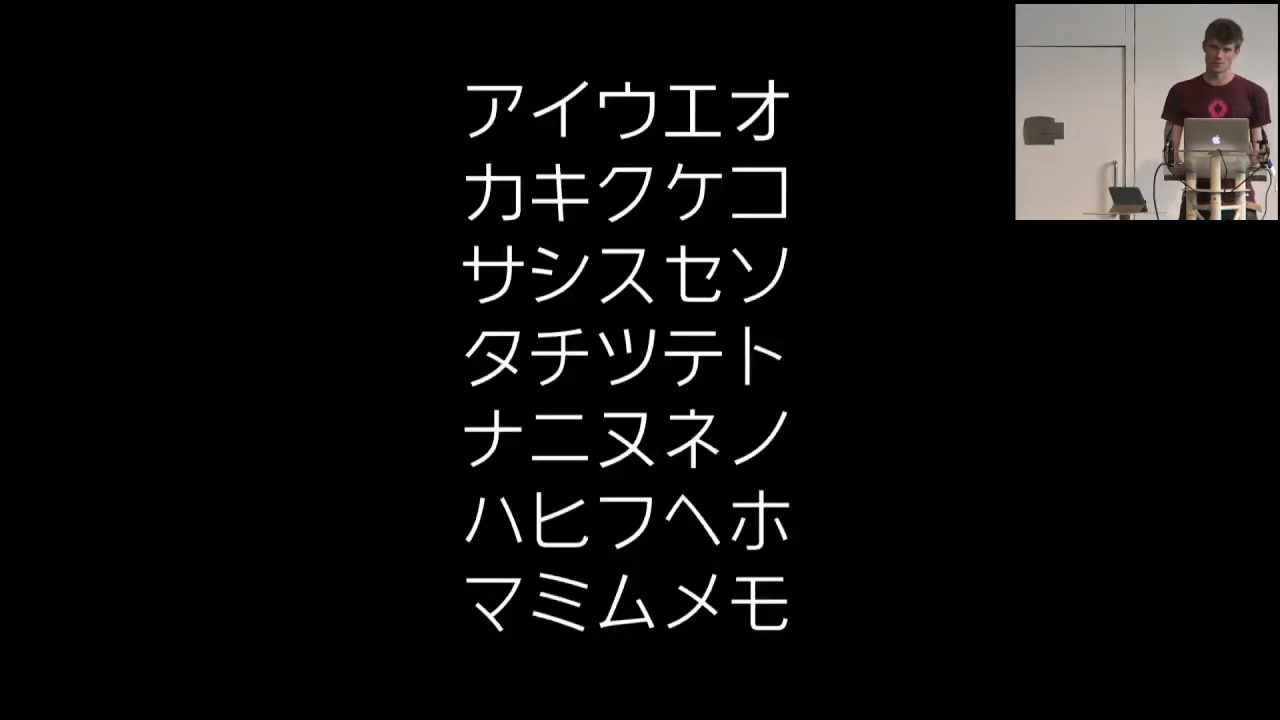 アイウエオ
カキクケコ
サシスセソ
タチツテト
ナニヌネノ
ハヒフヘホ
マミムメモ